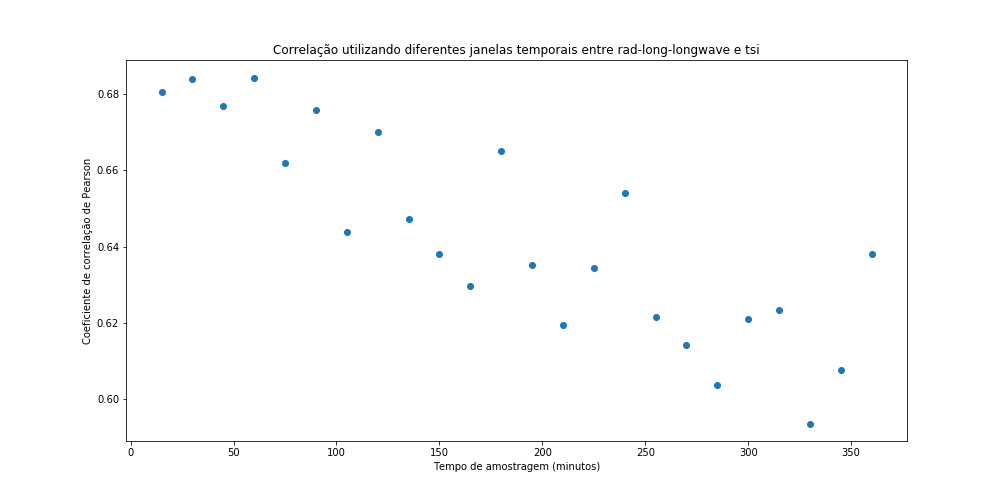 Correlação utilizando diferentes janelas temporais entre rad-long-longwave e tsi
Coeficiente de correlação de Pearson
0.68
0.66
0.64
0.62
0.60
0 50 100 150 200 250 300 350
Tempo de amostragem (minutos)